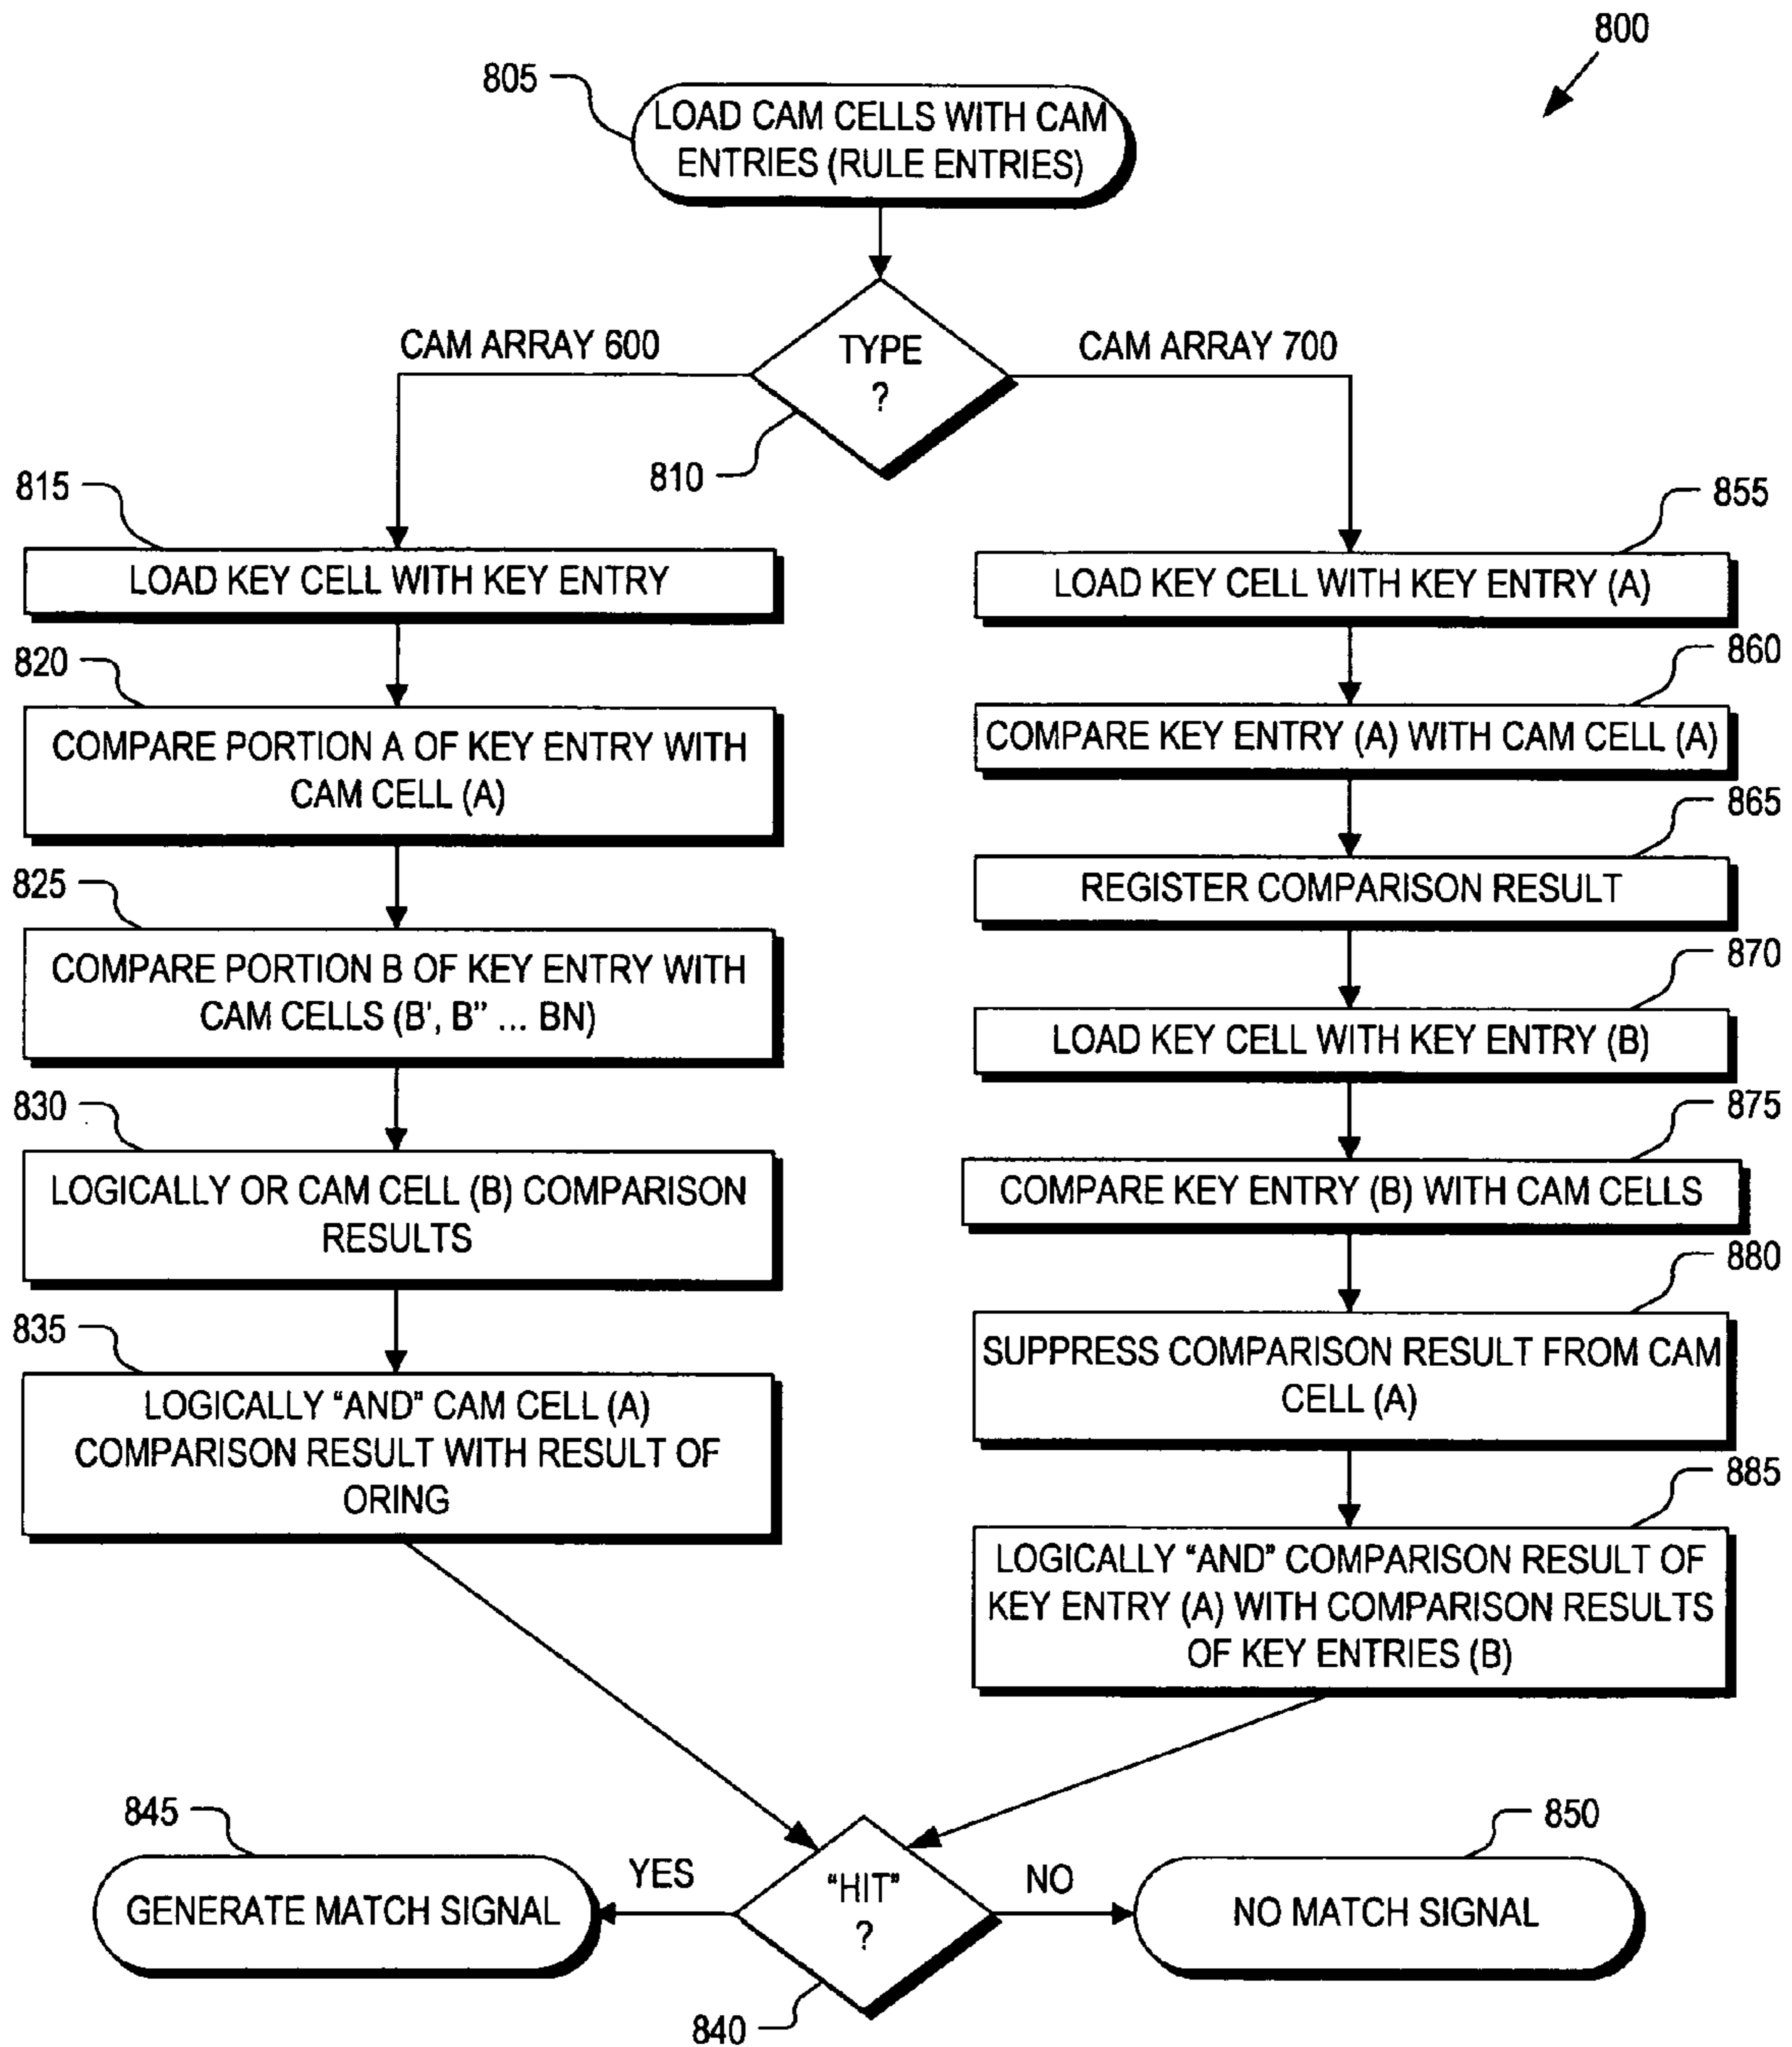 800
805
LOAD CAM CELLS WITH CAM
ENTRIES (RULE ENTRIES)
CAM ARRAY 600
TYPE
?
CAM ARRAY 700
810
815
LOAD KEY CELL WITH KEY ENTRY
820
COMPARE PORTION A OF KEY ENTRY WITH
CAM CELL (A)
825
COMPARE PORTION B OF KEY ENTRY WITH
CAM CELLS (B', B" ... BN)
830
LOGICALLY OR CAM CELL (B) COMPARISON
RESULTS
835
LOGICALLY "AND" CAM CELL (A)
COMPARISON RESULT WITH RESULT OF
ORING
855
LOAD KEY CELL WITH KEY ENTRY (A)
860
COMPARE KEY ENTRY (A) WITH CAM CELL (A)
865
REGISTER COMPARISON RESULT
870
LOAD KEY CELL WITH KEY ENTRY (B)
875
COMPARE KEY ENTRY (B) WITH CAM CELLS
880
SUPPRESS COMPARISON RESULT FROM CAM
CELL (A)
885
LOGICALLY "AND" COMPARISON RESULT OF
KEY ENTRY (A) WITH COMPARISON RESULTS
OF KEY ENTRIES (B)
845
GENERATE MATCH SIGNAL
YES
"HIT"
?
NO
850
NO MATCH SIGNAL
840